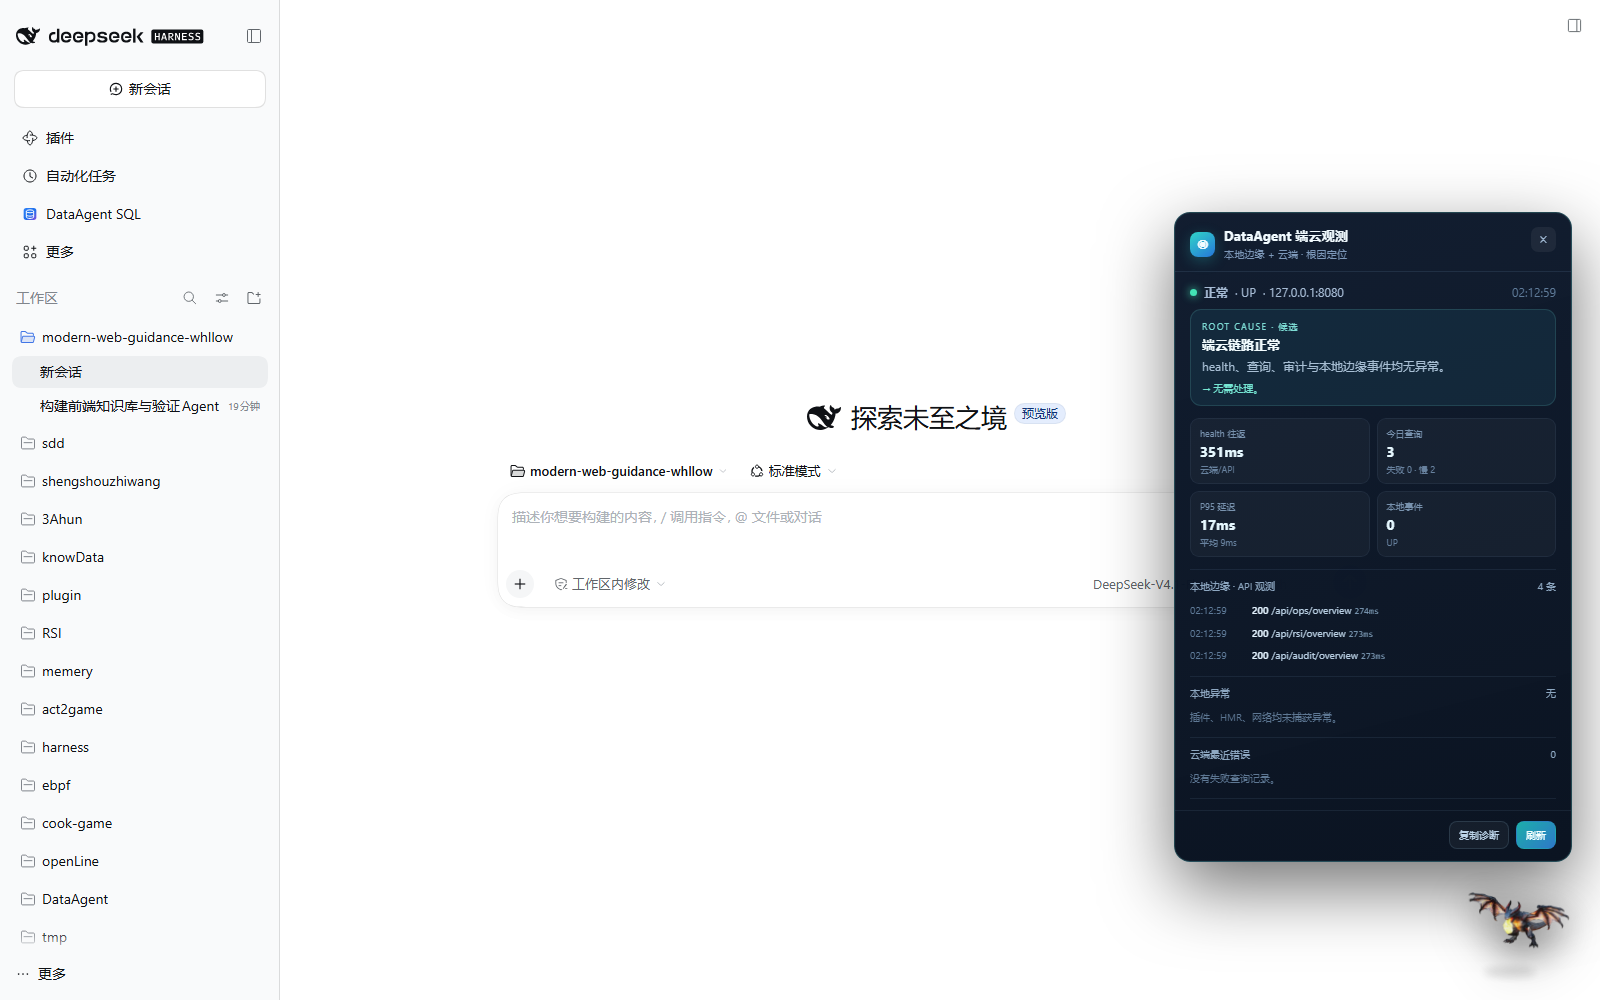 deepseek HARNESS
新会话
插件
自动化任务
DataAgent SQL
更多
工作区
modern-web-guidance-whllow
新会话
构建前端知识库与验证Agent 19分钟
sdd
shengshouzhiwang
3Ahun
knowData
plugin
RSI
memery
act2game
harness
ebpf
cook-game
openLine
DataAgent
tmp
··· 更多
探索未至之境 预览版
modern-web-guidance-whllow 标准模式
描述你想要构建的内容, / 调用指令, @ 文件或对话
工作区内修改 DeepSeek-V4.
DataAgent 端云观测
本地边缘 + 云端 · 根因定位
正常 · UP · 127.0.0.1:8080 02:12:59
ROOT CAUSE · 候选
端云链路正常
health、查询、审计与本地边缘事件均无异常。
→ 无需处理。
health 往返
351ms
云端/API
今日查询
3
失败 0 · 慢 2
P95 延迟
17ms
平均 9ms
本地事件
0
UP
本地边缘 · API 观测 4 条
02:12:59 200 /api/ops/overview 274ms
02:12:59 200 /api/rsi/overview 273ms
02:12:59 200 /api/audit/overview 273ms
本地异常 无
插件、HMR、网络均未捕获异常。
云端最近错误 0
没有失败查询记录。
复制诊断 刷新